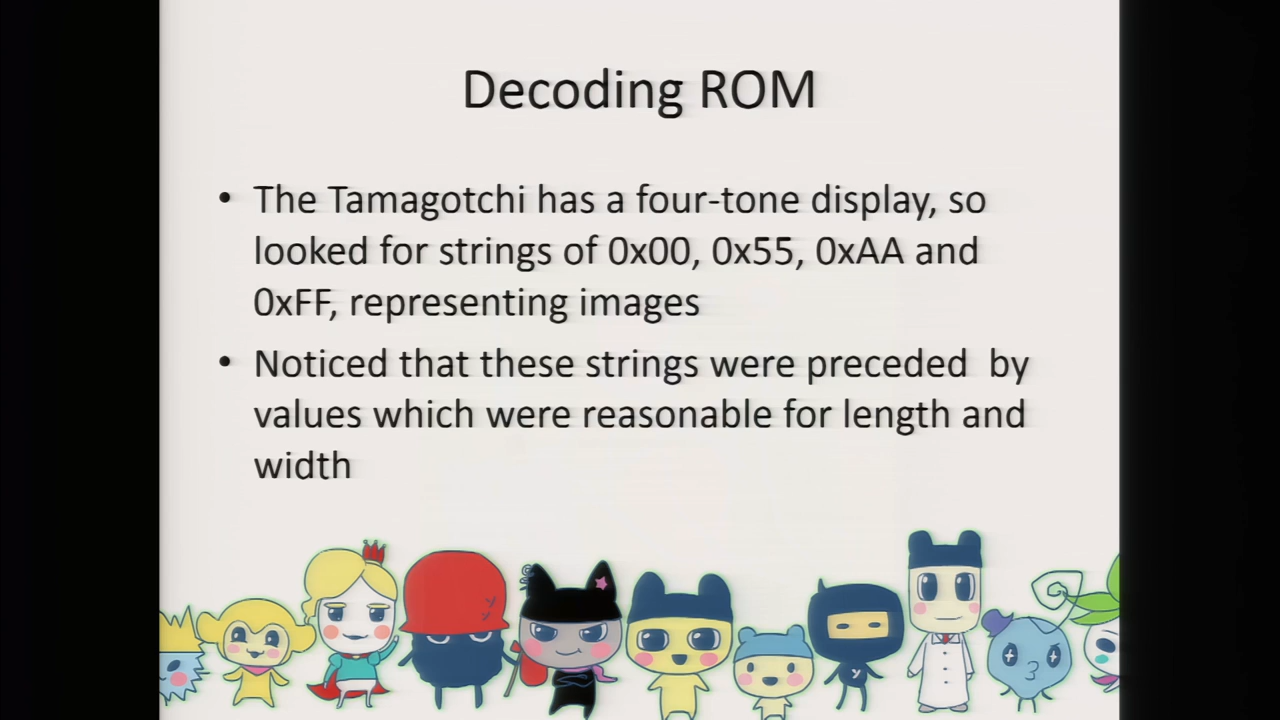 Decoding ROM
• The Tamagotchi has a four-tone display, so
looked for strings of 0x00, 0x55, 0xAA and
0xFF, representing images
• Noticed that these strings were preceded  by
values which were reasonable for length and
width